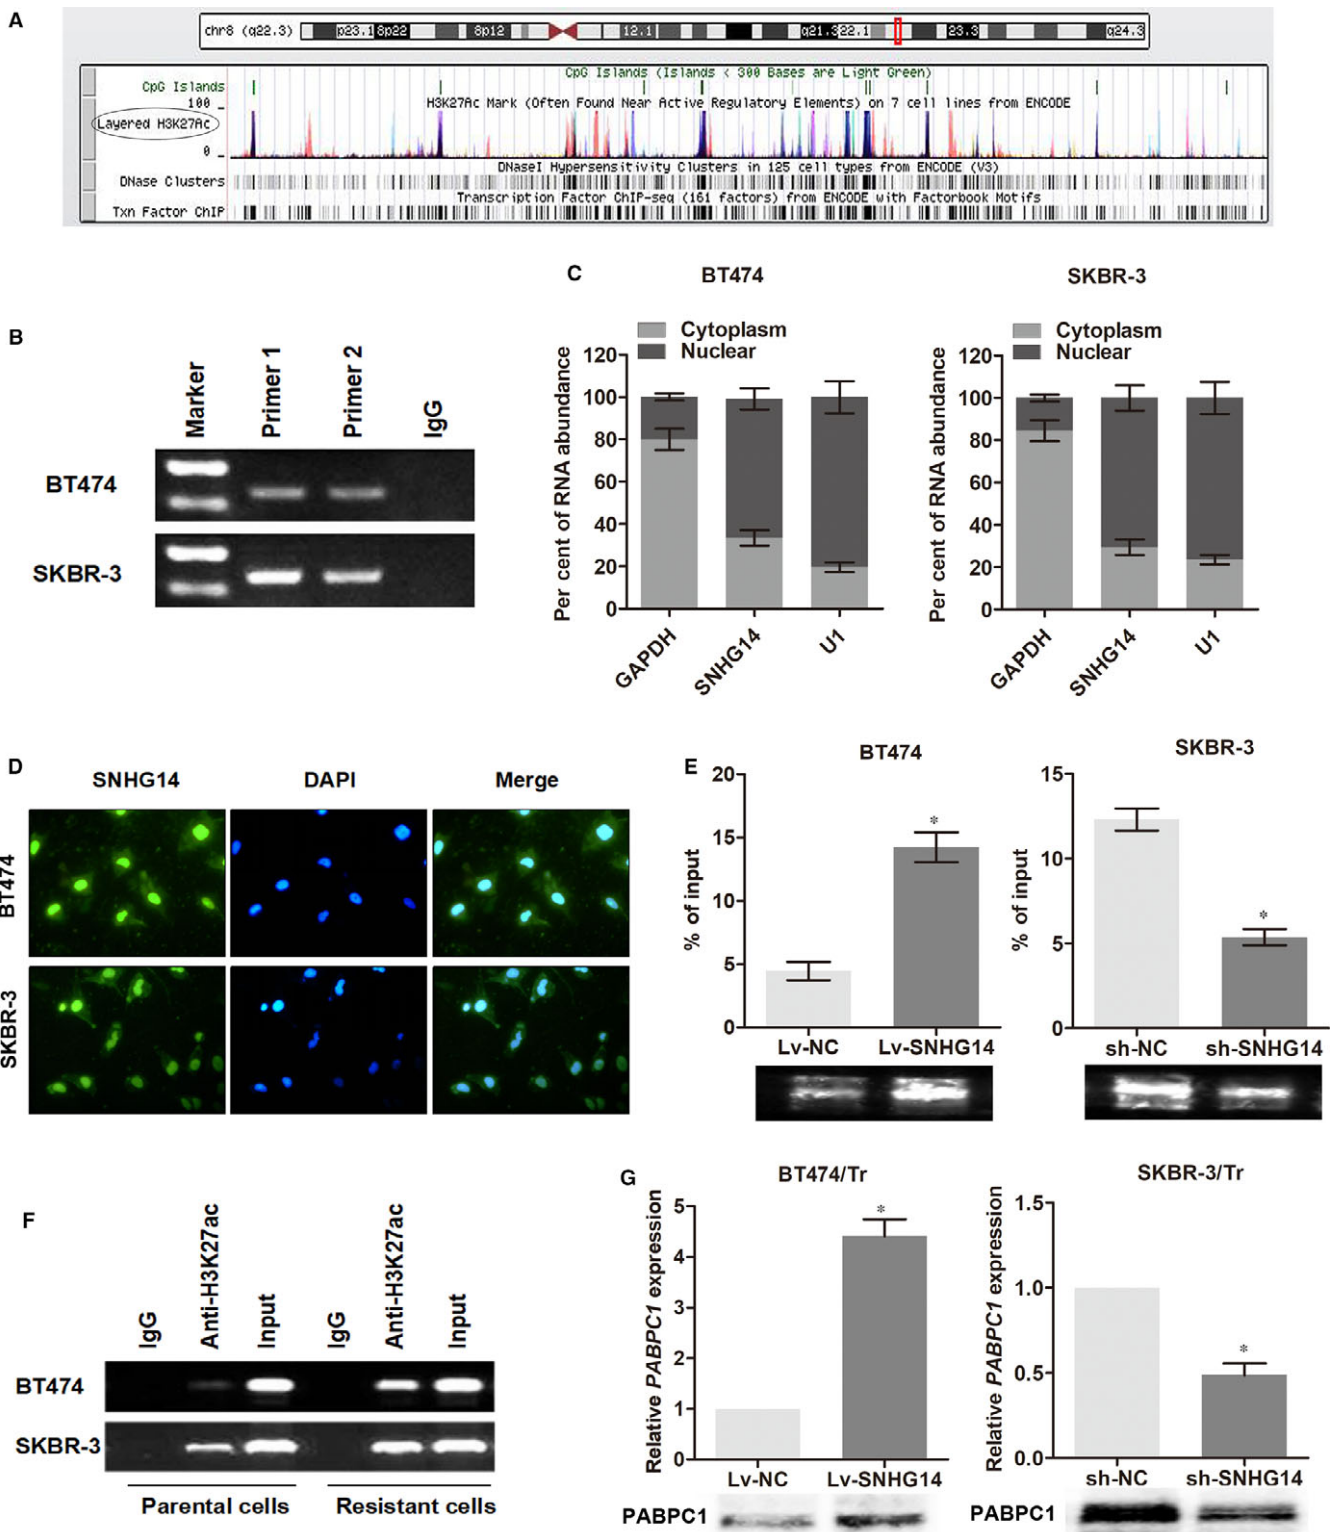 A
chr8 (q22.3) p23.1 8p22 8p12 12.1 q21.3 22.1 23.3 q24.3
CpG Islands (Islands < 300 Bases are Light Green)
CpG Islands
100
H3K27Ac Mark (Often Found Near Active Regulatory Elements) on 7 cell lines from ENCODE
Layered H3K27Ac
0
DNaseI Hypersensitivity Clusters in 125 cell types from ENCODE (V3)
DNase Clusters
Transcription Factor ChIP-seq (161 factors) from ENCODE with Factorbook Motifs
Txn Factor ChIP
B
Marker Primer 1 Primer 2 IgG
BT474
SKBR-3
C
BT474
Cytoplasm
Nuclear
Per cent of RNA abundance
120
100
80
60
40
20
0
GAPDH SNHG14 U1
SKBR-3
Cytoplasm
Nuclear
Per cent of RNA abundance
120
100
80
60
40
20
0
GAPDH SNHG14 U1
D
SNHG14 DAPI Merge
BT474
SKBR-3
E
BT474
% of input
20
15
10
5
0
*
Lv-NC Lv-SNHG14
SKBR-3
% of input
15
10
5
0
*
sh-NC sh-SNHG14
F
IgG Anti-H3K27ac Input IgG Anti-H3K27ac Input
BT474
SKBR-3
Parental cells Resistant cells
G
BT474/Tr
Relative PABPC1 expression
5
4
3
2
1
0
*
Lv-NC Lv-SNHG14
PABPC1
SKBR-3/Tr
Relative PABPC1 expression
1.5
1.0
0.5
0.0
*
sh-NC sh-SNHG14
PABPC1